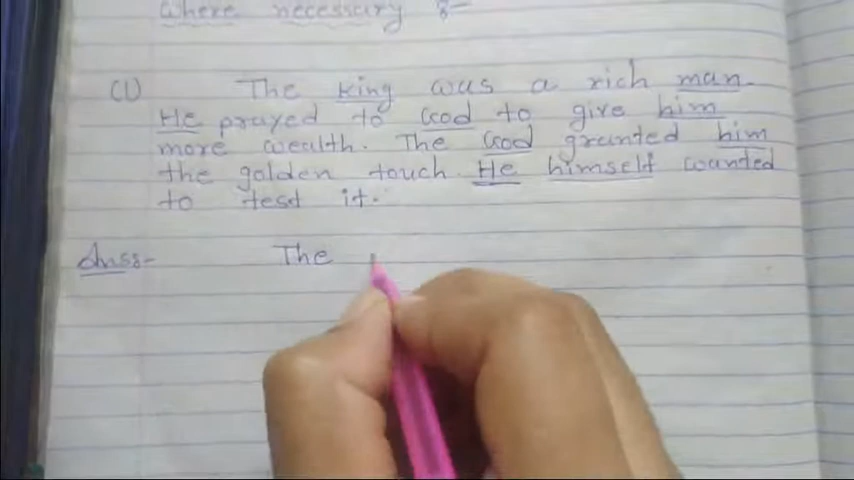 where necessary :-
(1) The King was a rich man.
He prayed to God to give him
more wealth. The God granted him
the golden touch. He himself wanted
to test it.
Ans:- The